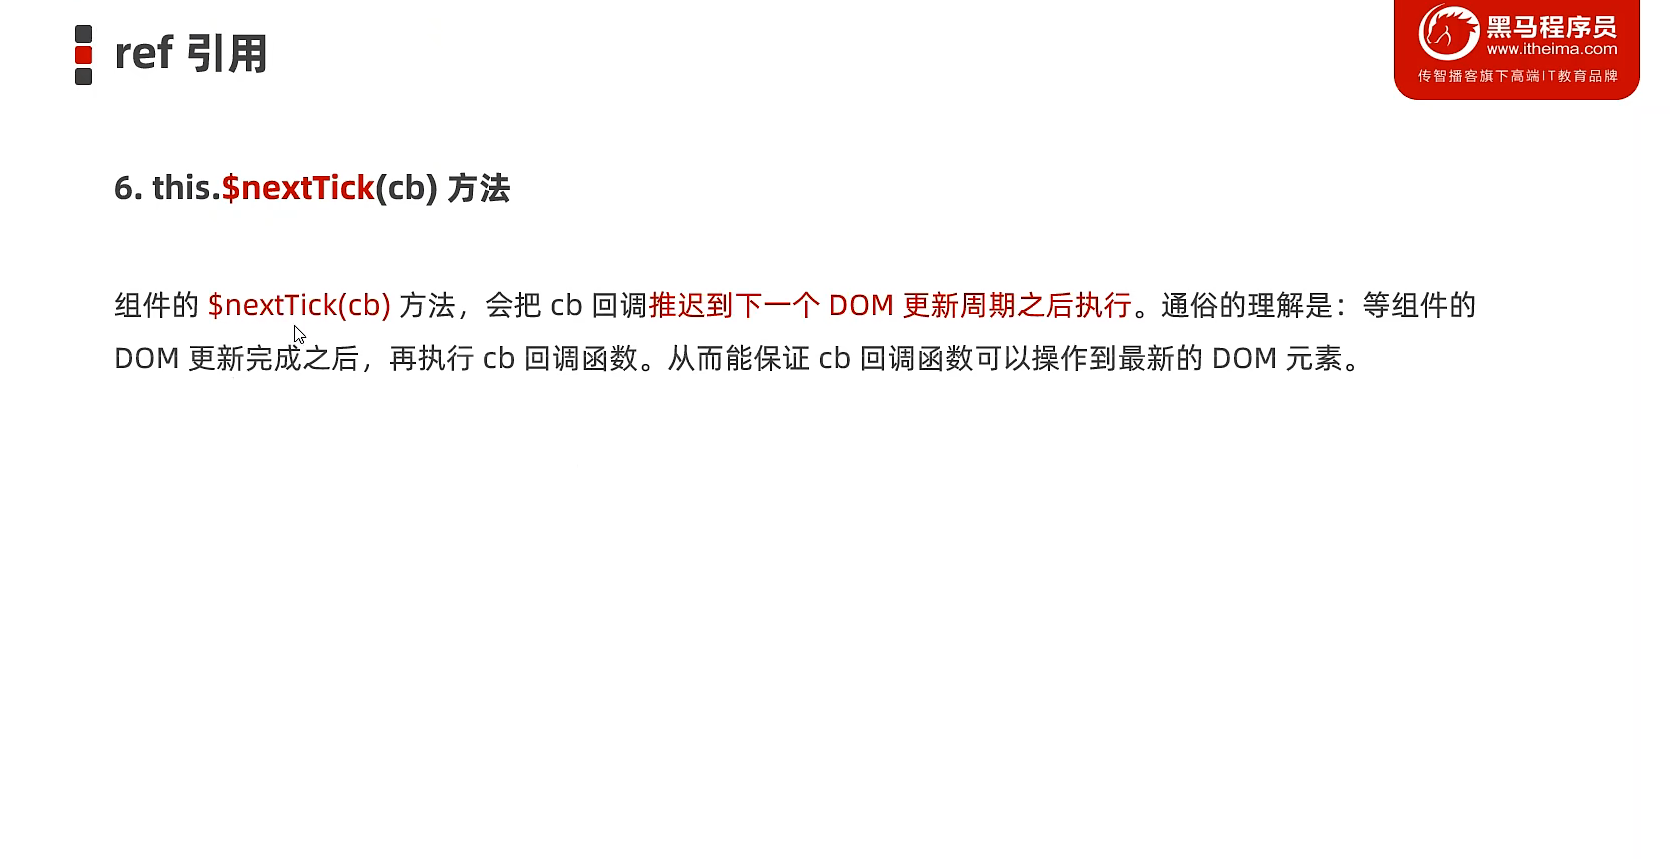 ref 引用
黑马程序员
www.itheima.com
传智播客旗下高端IT教育品牌
6. this.$nextTick(cb) 方法
组件的 $nextTick(cb) 方法，会把 cb 回调推迟到下一个 DOM 更新周期之后执行。通俗的理解是：等组件的
DOM 更新完成之后，再执行 cb 回调函数。从而能保证 cb 回调函数可以操作到最新的 DOM 元素。